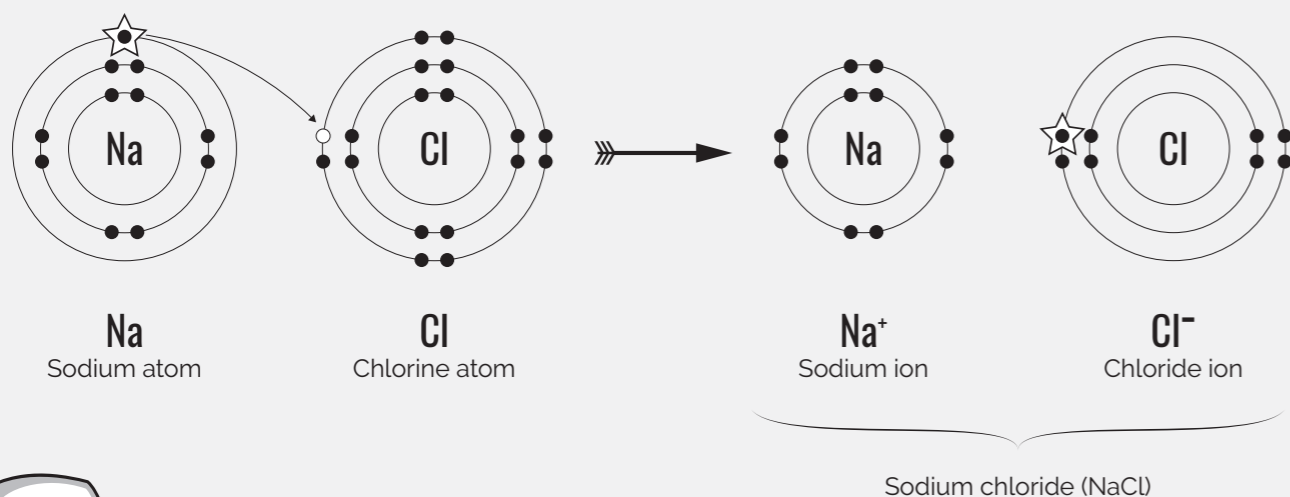 Na
Cl
Na
Cl
Na
Cl
Na⁺
Cl⁻
Sodium atom
Chlorine atom
Sodium ion
Chloride ion
Sodium chloride (NaCl)